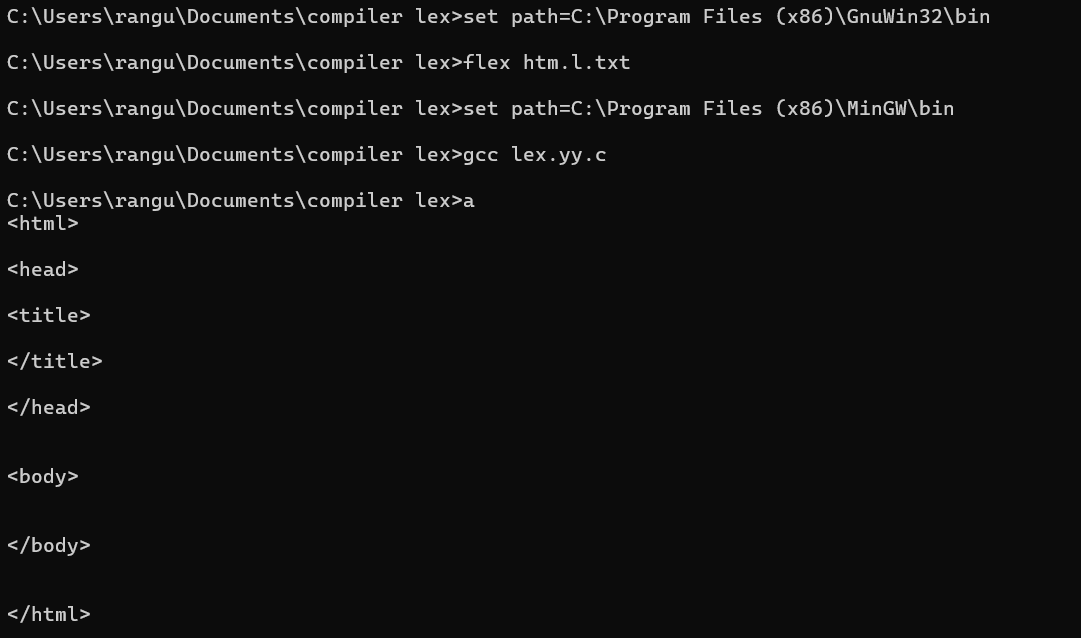 C:\Users\rangu\Documents\compiler lex>set path=C:\Program Files (x86)\GnuWin32\bin
C:\Users\rangu\Documents\compiler lex>flex htm.l.txt
C:\Users\rangu\Documents\compiler lex>set path=C:\Program Files (x86)\MinGW\bin
C:\Users\rangu\Documents\compiler lex>gcc lex.yy.c
C:\Users\rangu\Documents\compiler lex>a
<html>
<head>
<title>
</title>
</head>
<body>
</body>
</html>